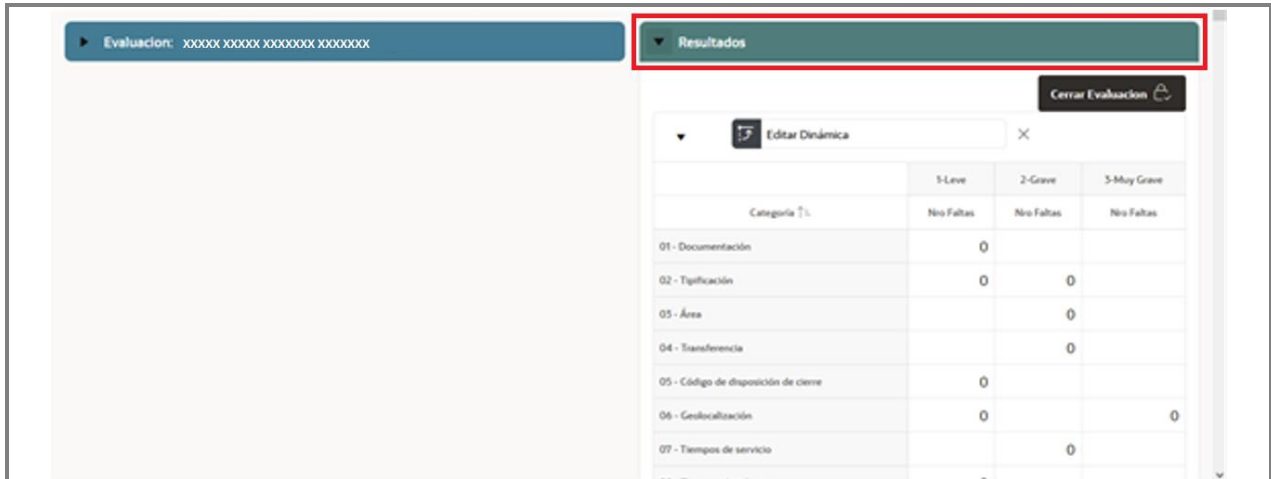 Evaluacion: xxxxx xxxxx xxxxxxx xxxxxxx
Resultados
Cerrar Evaluacion
Editar Dinámica
1-Leve 2-Grave 3-Muy Grave
Categoría Nro Faltas Nro Faltas Nro Faltas
01 - Documentación 0
02 - Tipificación 0 0
03 - Área 0
04 - Transferencia 0
05 - Código de disposición de cierre 0
06 - Geolocalización 0 0
07 - Tiempos de servicio 0